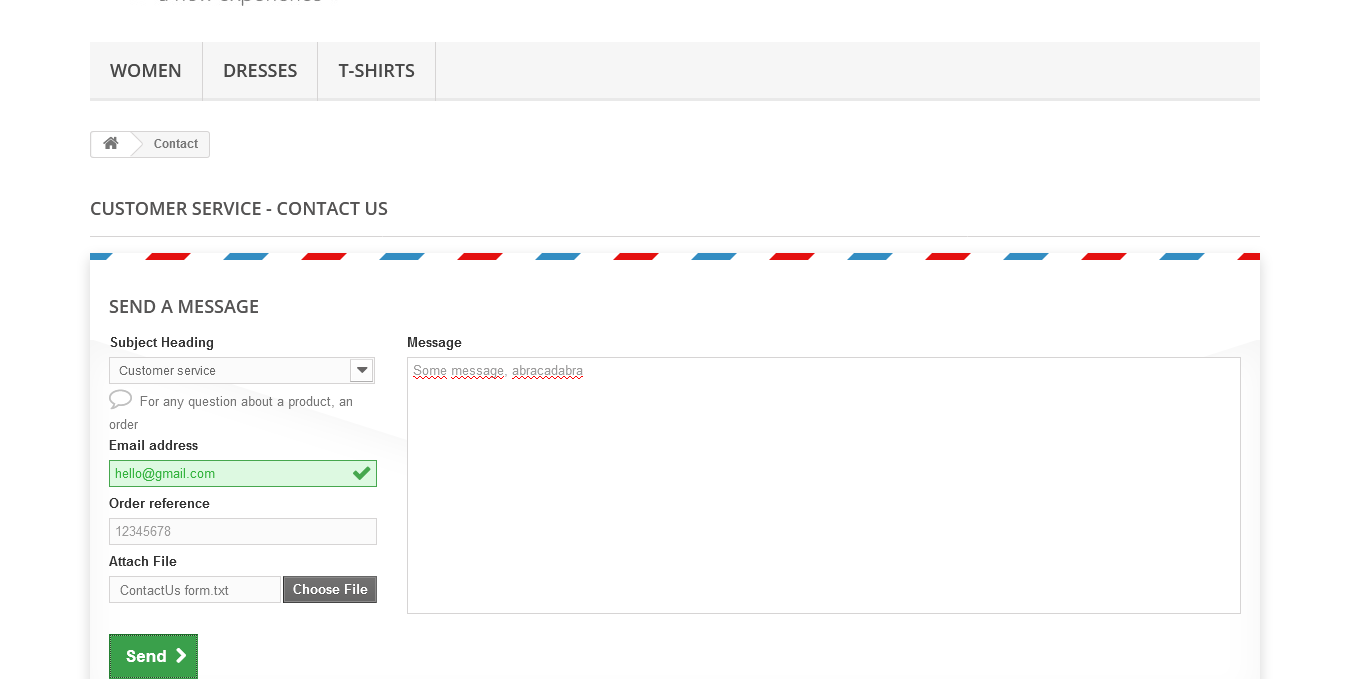 a new experience
WOMEN DRESSES T-SHIRTS
Contact
CUSTOMER SERVICE - CONTACT US
SEND A MESSAGE
Subject Heading
Customer service
For any question about a product, an
order
Email address
hello@gmail.com
Order reference
12345678
Attach File
ContactUs form.txt Choose File
Send
Message
Some message, abracadabra